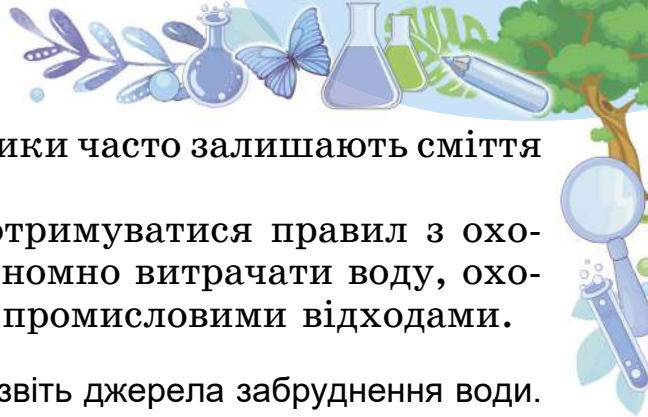 ики часто залишають сміття
отримуватися правил з охо-
номно витрачати воду, охо-
промисловими відходами.
звіть джерела забруднення води.